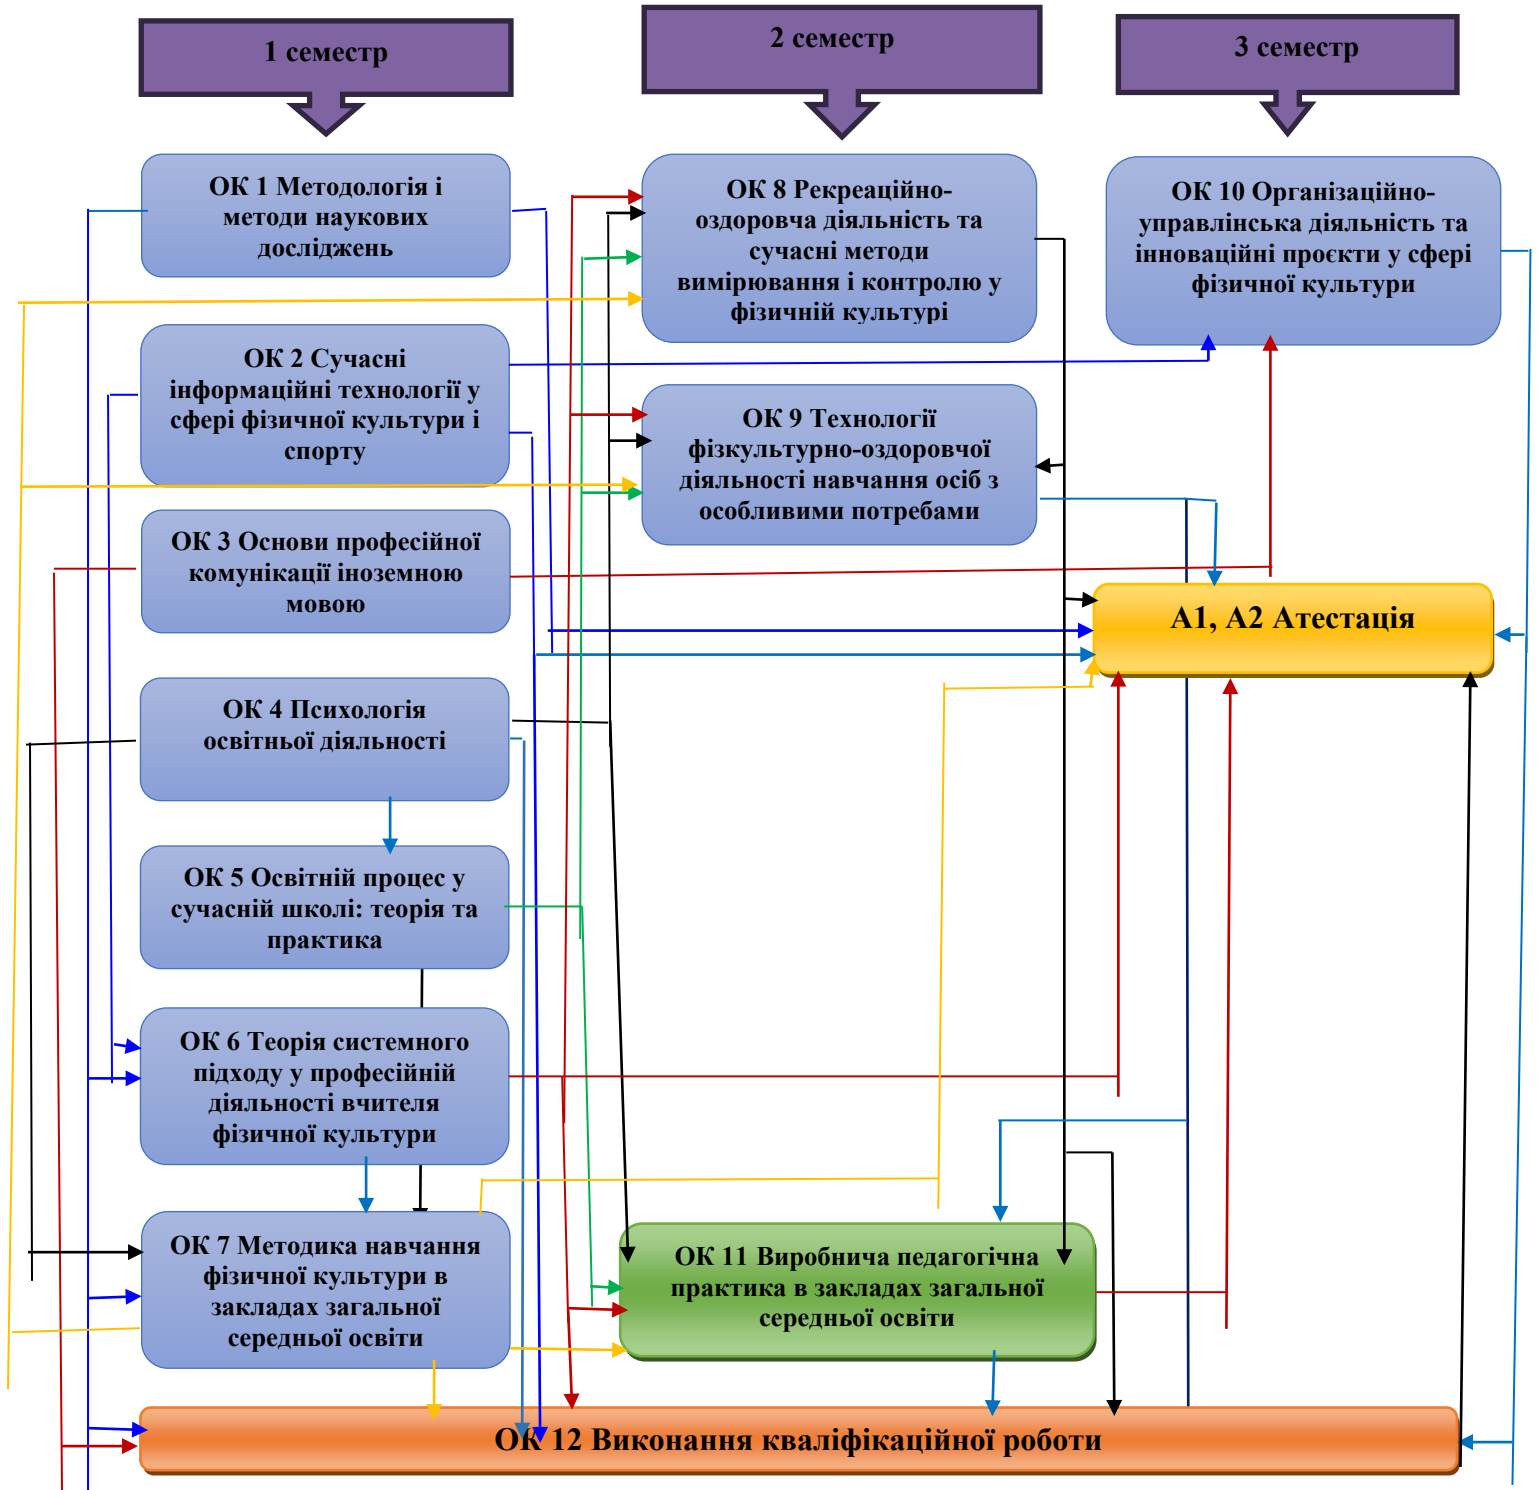 1 семестр
2 семестр
3 семестр
ОК 1 Методологія і
методи наукових
досліджень
ОК 2 Сучасні
інформаційні технології у
сфері фізичної культури і
спорту
ОК 3 Основи професійної
комунікації іноземною
мовою
ОК 4 Психологія
освітньої діяльності
ОК 5 Освітній процес у
сучасній школі: теорія та
практика
ОК 6 Теорія системного
підходу у професійній
діяльності вчителя
фізичної культури
ОК 7 Методика навчання
фізичної культури в
закладах загальної
середньої освіти
ОК 8 Рекреаційно-
оздоровча діяльність та
сучасні методи
вимірювання і контролю у
фізичній культурі
ОК 9 Технології
фізкультурно-оздоровчої
діяльності навчання осіб з
особливими потребами
ОК 10 Організаційно-
управлінська діяльність та
інноваційні проєкти у сфері
фізичної культури
А1, А2 Атестація
ОК 11 Виробнича педагогічна
практика в закладах загальної
середньої освіти
ОК 12 Виконання кваліфікаційної роботи